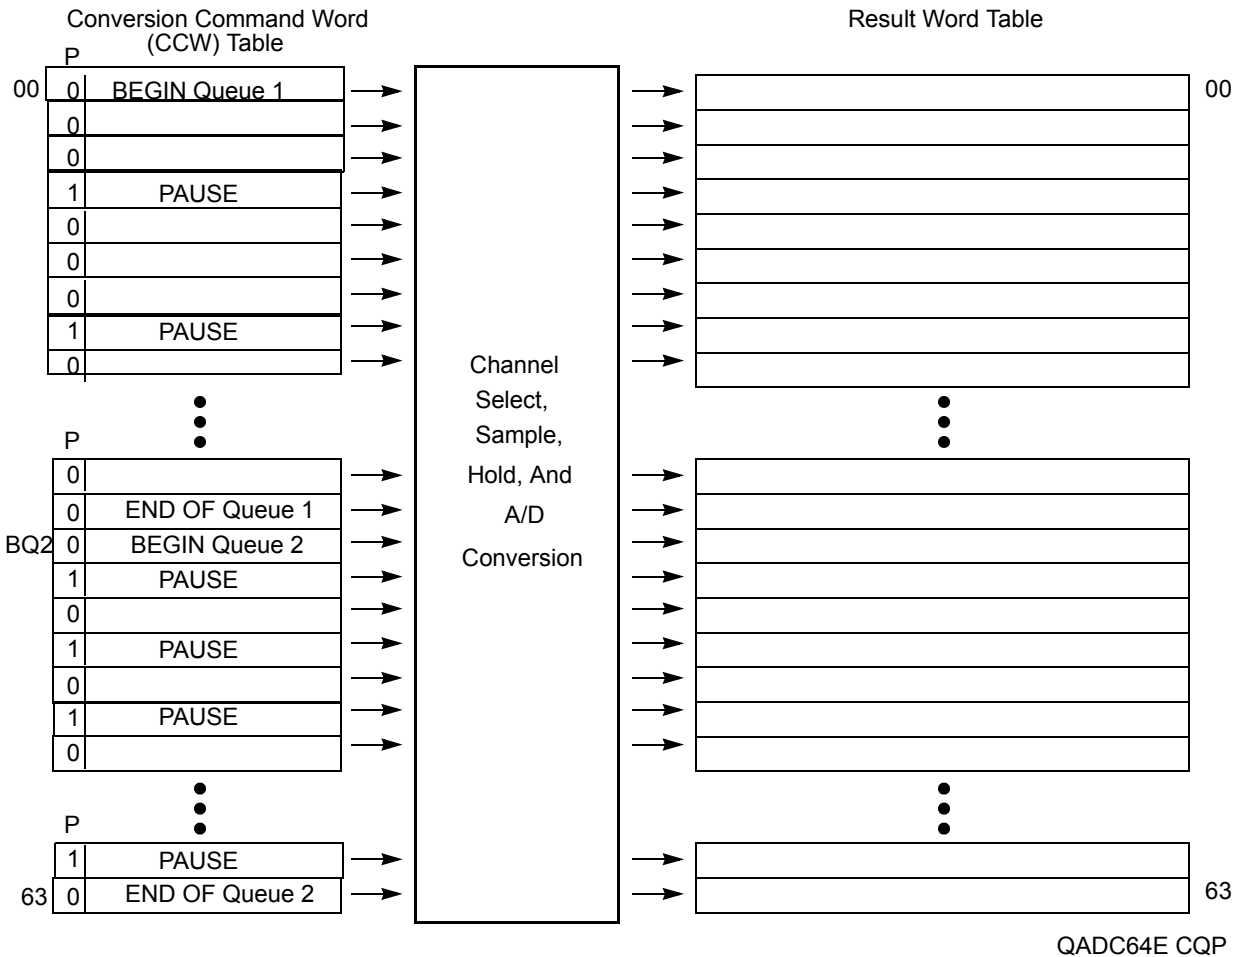 Conversion Command Word
(CCW) Table
Result Word Table
P
00 0 BEGIN Queue 1 00
0
0
1 PAUSE
0
0
0
1 PAUSE
0
Channel
Select,
Sample,
Hold, And
A/D
Conversion
P
0
0 END OF Queue 1
BQ2 0 BEGIN Queue 2
1 PAUSE
0
1 PAUSE
0
1 PAUSE
0
P
1 PAUSE
63 0 END OF Queue 2 63
QADC64E CQP